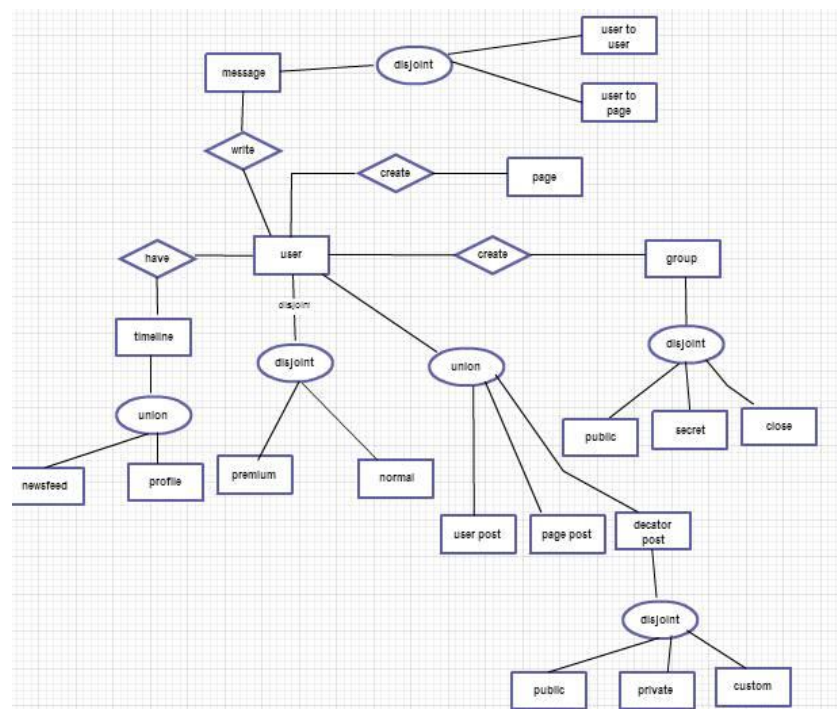 user to
user
message
disjoint
user to
page
write
create
page
have
user
create
group
disjoint
timeline
disjoint
disjoint
union
union
public
secret
close
newsfeed
profile
premium
normal
user post
page post
decator
post
disjoint
public
private
custom